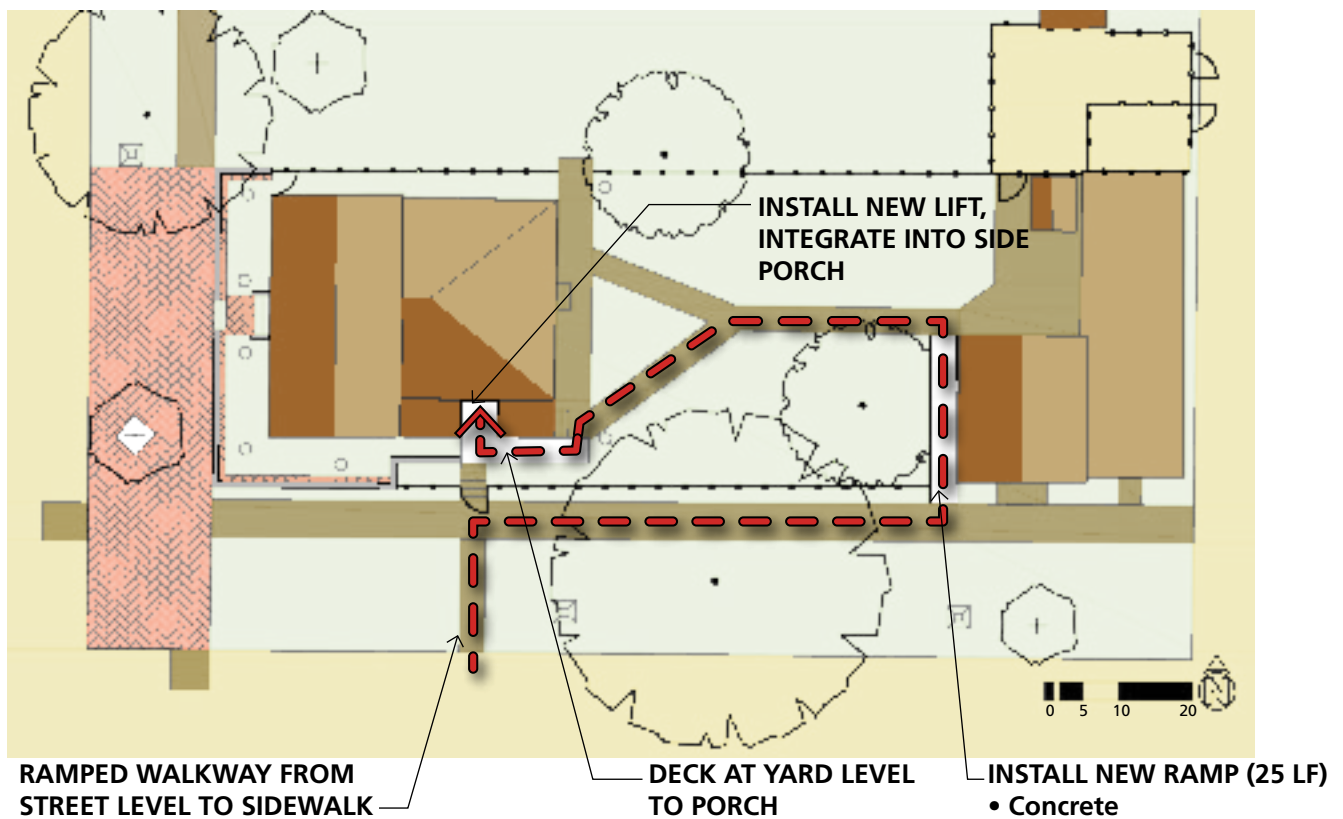 INSTALL NEW LIFT,
INTEGRATE INTO SIDE
PORCH
0 5 10 20
N
RAMPED WALKWAY FROM
STREET LEVEL TO SIDEWALK
DECK AT YARD LEVEL
TO PORCH
INSTALL NEW RAMP (25 LF)
• Concrete